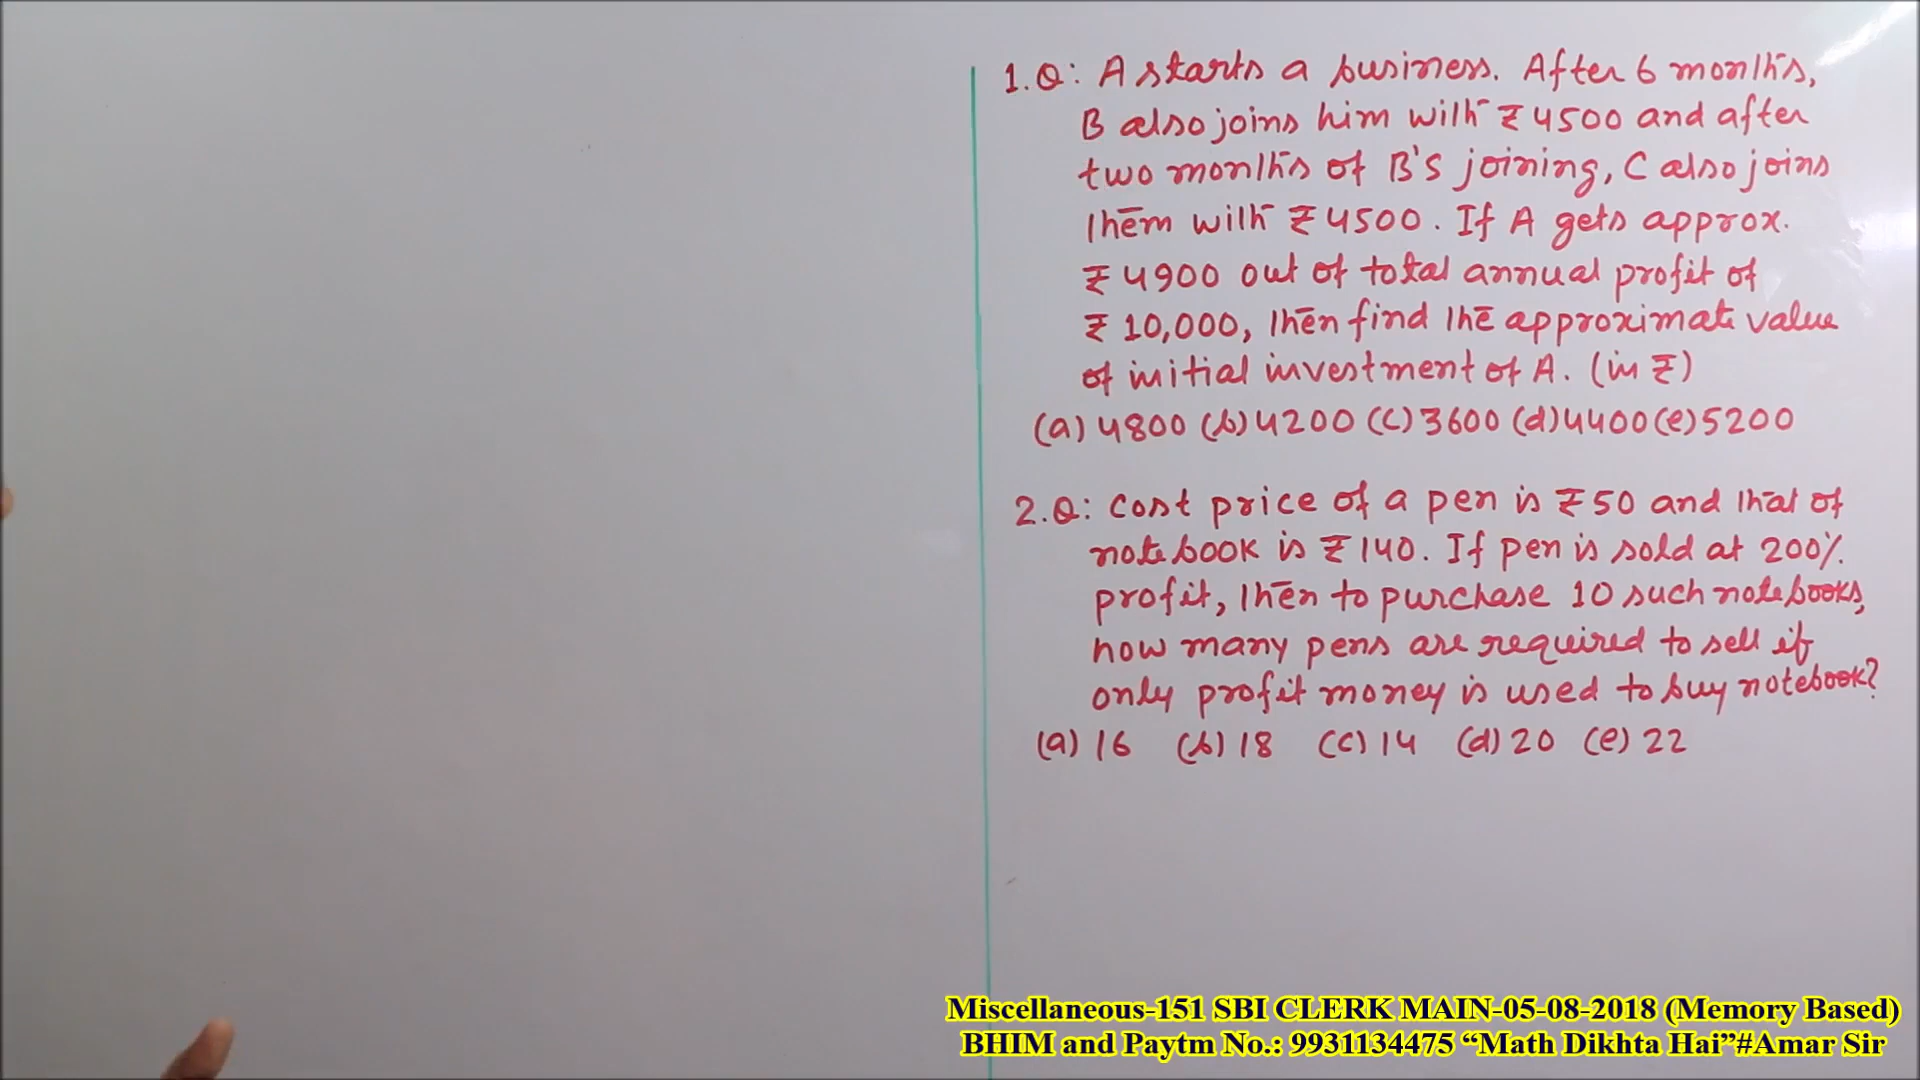 1.Q: A starts a business. After 6 months,
B also joins him with ₹ 4500 and after
two months of B's joining, C also joins
them with ₹ 4500. If A gets approx.
₹ 4900 out of total annual profit of
₹ 10,000, then find the approximate value
of initial investment of A. (in ₹)
(a) 4800 (b) 4200 (c) 3600 (d) 4400 (e) 5200
2.Q: Cost price of a pen is ₹ 50 and that of
notebook is ₹ 140. If pen is sold at 200%
profit, then to purchase 10 such notebooks,
how many pens are required to sell if
only profit money is used to buy notebook?
(a) 16 (b) 18 (c) 14 (d) 20 (e) 22
Miscellaneous-151 SBI CLERK MAIN-05-08-2018 (Memory Based)
BHIM and Paytm No.: 9931134475 “Math Dikhta Hai”#Amar Sir